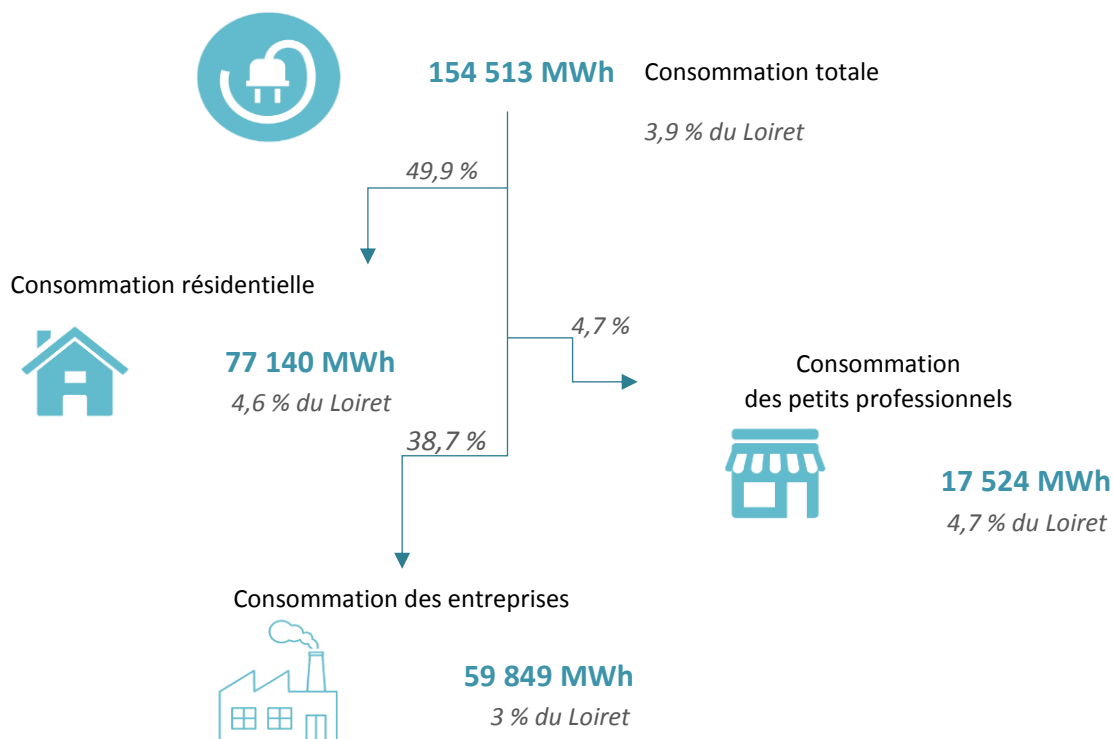 154 513 MWh Consommation totale
3,9 % du Loiret
49,9 %
Consommation résidentielle
77 140 MWh
4,6 % du Loiret
4,7 %
Consommation
des petits professionnels
17 524 MWh
4,7 % du Loiret
38,7 %
Consommation des entreprises
59 849 MWh
3 % du Loiret